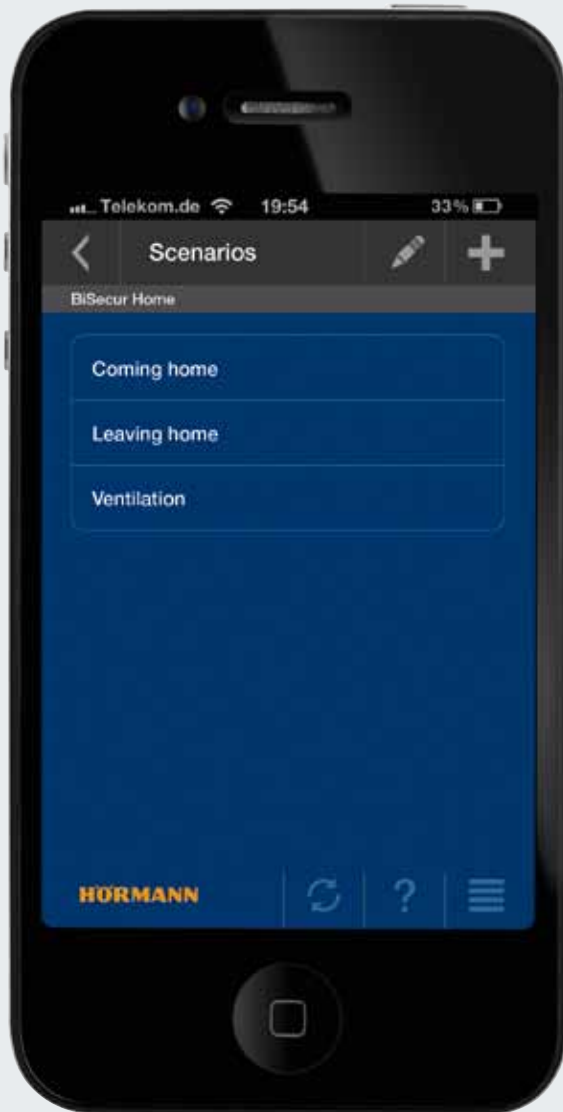 Telekom.de 19:54 33%
Scenarios
BiSecur Home
Coming home
Leaving home
Ventilation
HÖRMANN ?